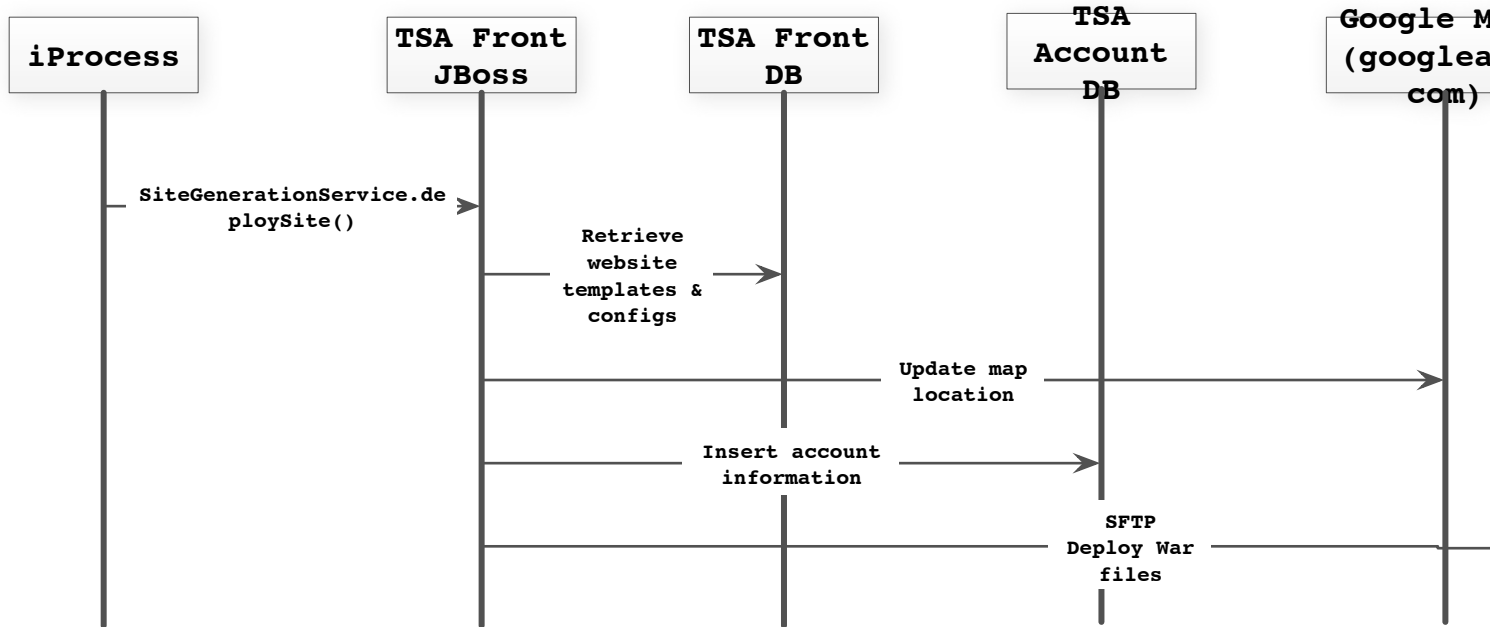 iProcess
TSA Front
JBoss
TSA Front
DB
TSA
Account
DB
Google
com)
SiteGenerationService.de
ploySite()
Retrieve
website
templates &
configs
Update map
location
Insert account
information
SFTP
Deploy War
files